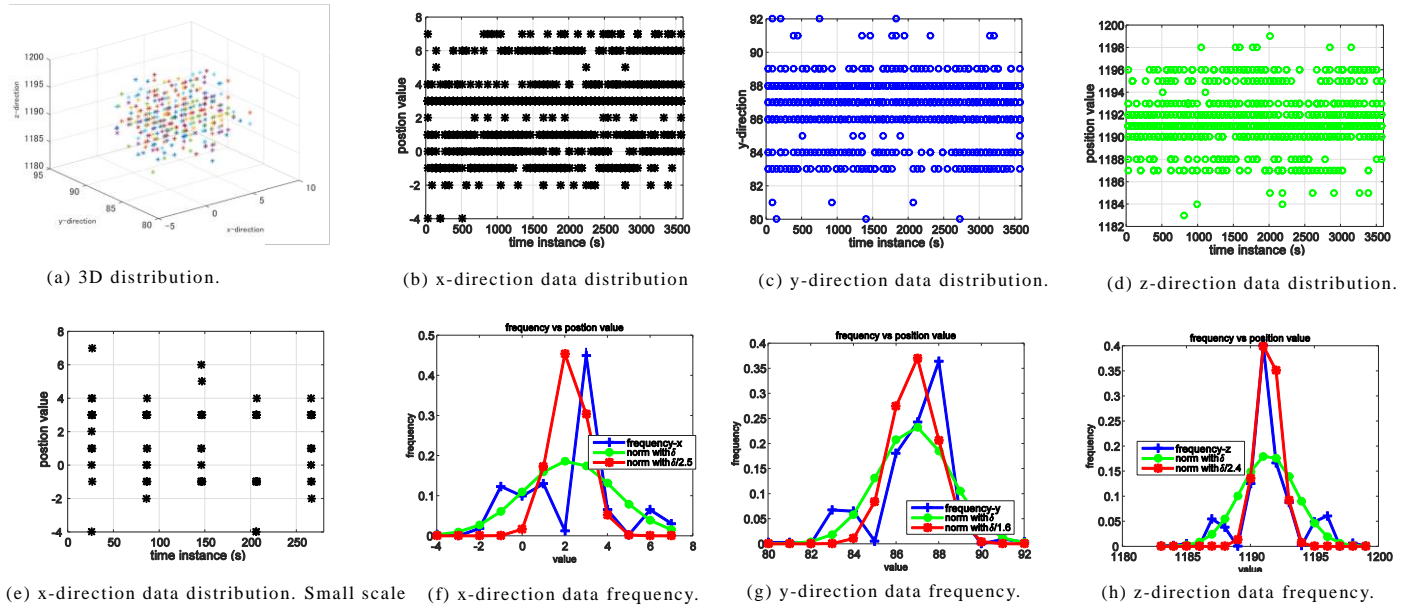 1200
1195
1190
1185
1180
z-direction
95
90
85
80
y-direction
-5
0
5
10
x-direction
(a) 3D distribution.
8
6
4
2
0
-2
-4
postion value
0 500 1000 1500 2000 2500 3000 3500
time instance (s)
(b) x-direction data distribution
92
90
88
86
84
82
80
y-direction
0 500 1000 1500 2000 2500 3000 3500
time instance (s)
(c) y-direction data distribution.
1200
1198
1196
1194
1192
1190
1188
1186
1184
1182
position value
0 500 1000 1500 2000 2500 3000 3500
time instance (s)
(d) z-direction data distribution.
8
6
4
2
0
-2
-4
postion value
0 50 100 150 200 250
time instance (s)
(e) x-direction data distribution. Small scale
frequency vs postion value
0.5
0.4
0.3
0.2
0.1
0
frequency
frequency-x
norm withδ
norm withδ/2.5
-4 -2 0 2 4 6 8
value
(f) x-direction data frequency.
frequency vs position value
0.4
0.35
0.3
0.25
0.2
0.15
0.1
0.05
0
frequency
frequency-y
norm withδ
norm withδ/1.6
80 82 84 86 88 90 92
value
(g) y-direction data frequency.
frequency vs position value
0.4
0.35
0.3
0.25
0.2
0.15
0.1
0.05
0
frequency
frequency-z
norm withδ
norm withδ/2.4
1180 1185 1190 1195 1200
value
(h) z-direction data frequency.